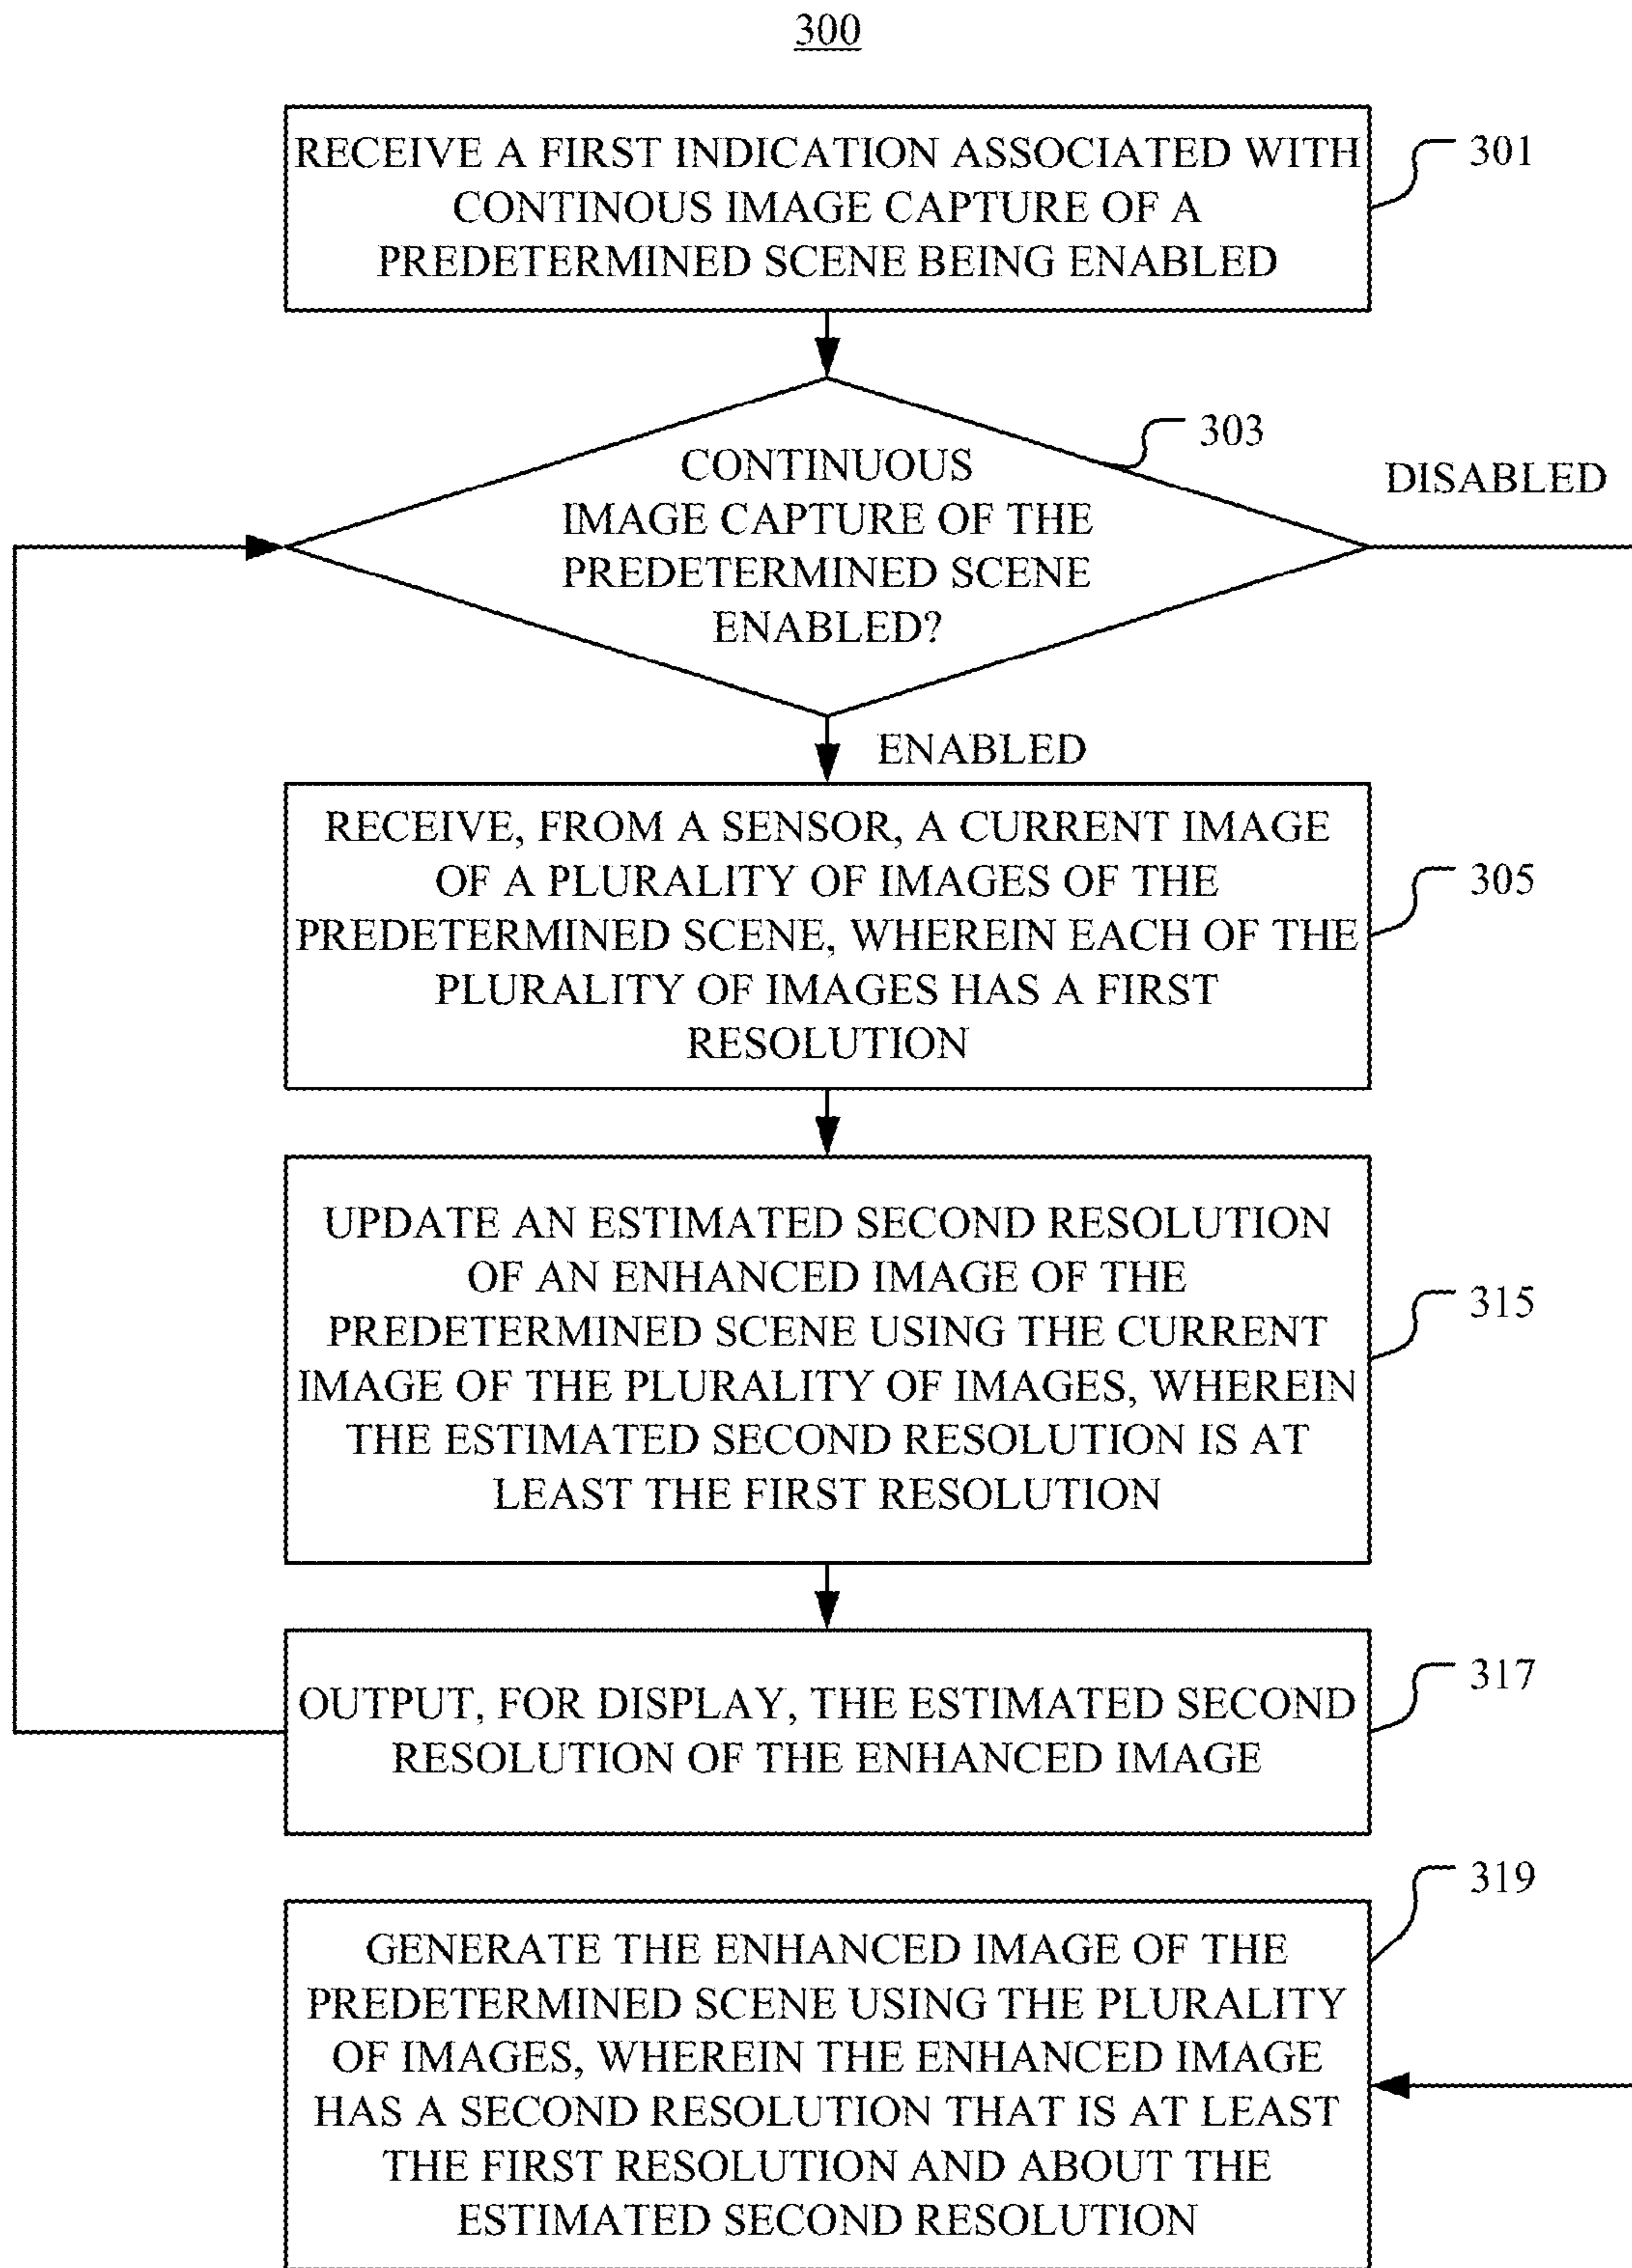 300
RECEIVE A FIRST INDICATION ASSOCIATED WITH
CONTINOUS IMAGE CAPTURE OF A
PREDETERMINED SCENE BEING ENABLED
301
303
CONTINUOUS
IMAGE CAPTURE OF THE
PREDETERMINED SCENE
ENABLED?
DISABLED
ENABLED
RECEIVE, FROM A SENSOR, A CURRENT IMAGE
OF A PLURALITY OF IMAGES OF THE
PREDETERMINED SCENE, WHEREIN EACH OF THE
PLURALITY OF IMAGES HAS A FIRST
RESOLUTION
305
UPDATE AN ESTIMATED SECOND RESOLUTION
OF AN ENHANCED IMAGE OF THE
PREDETERMINED SCENE USING THE CURRENT
IMAGE OF THE PLURALITY OF IMAGES, WHEREIN
THE ESTIMATED SECOND RESOLUTION IS AT
LEAST THE FIRST RESOLUTION
315
OUTPUT, FOR DISPLAY, THE ESTIMATED SECOND
RESOLUTION OF THE ENHANCED IMAGE
317
319
GENERATE THE ENHANCED IMAGE OF THE
PREDETERMINED SCENE USING THE PLURALITY
OF IMAGES, WHEREIN THE ENHANCED IMAGE
HAS A SECOND RESOLUTION THAT IS AT LEAST
THE FIRST RESOLUTION AND ABOUT THE
ESTIMATED SECOND RESOLUTION